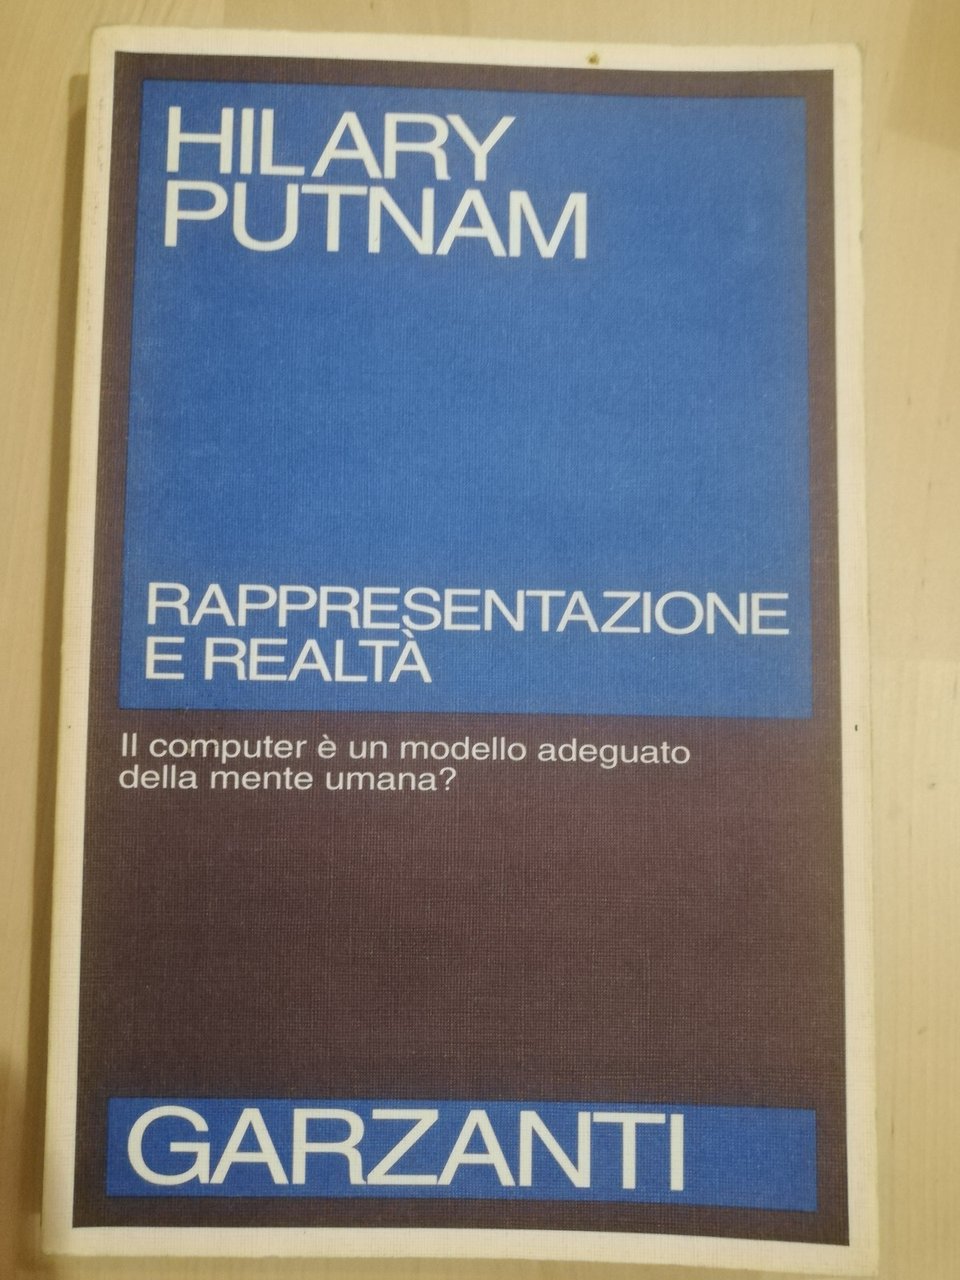 HILARY
PUTNAM
RAPPRESENTAZIONE
E REALTÀ
Il computer è un modello adeguato
della mente umana?
GARZANTI